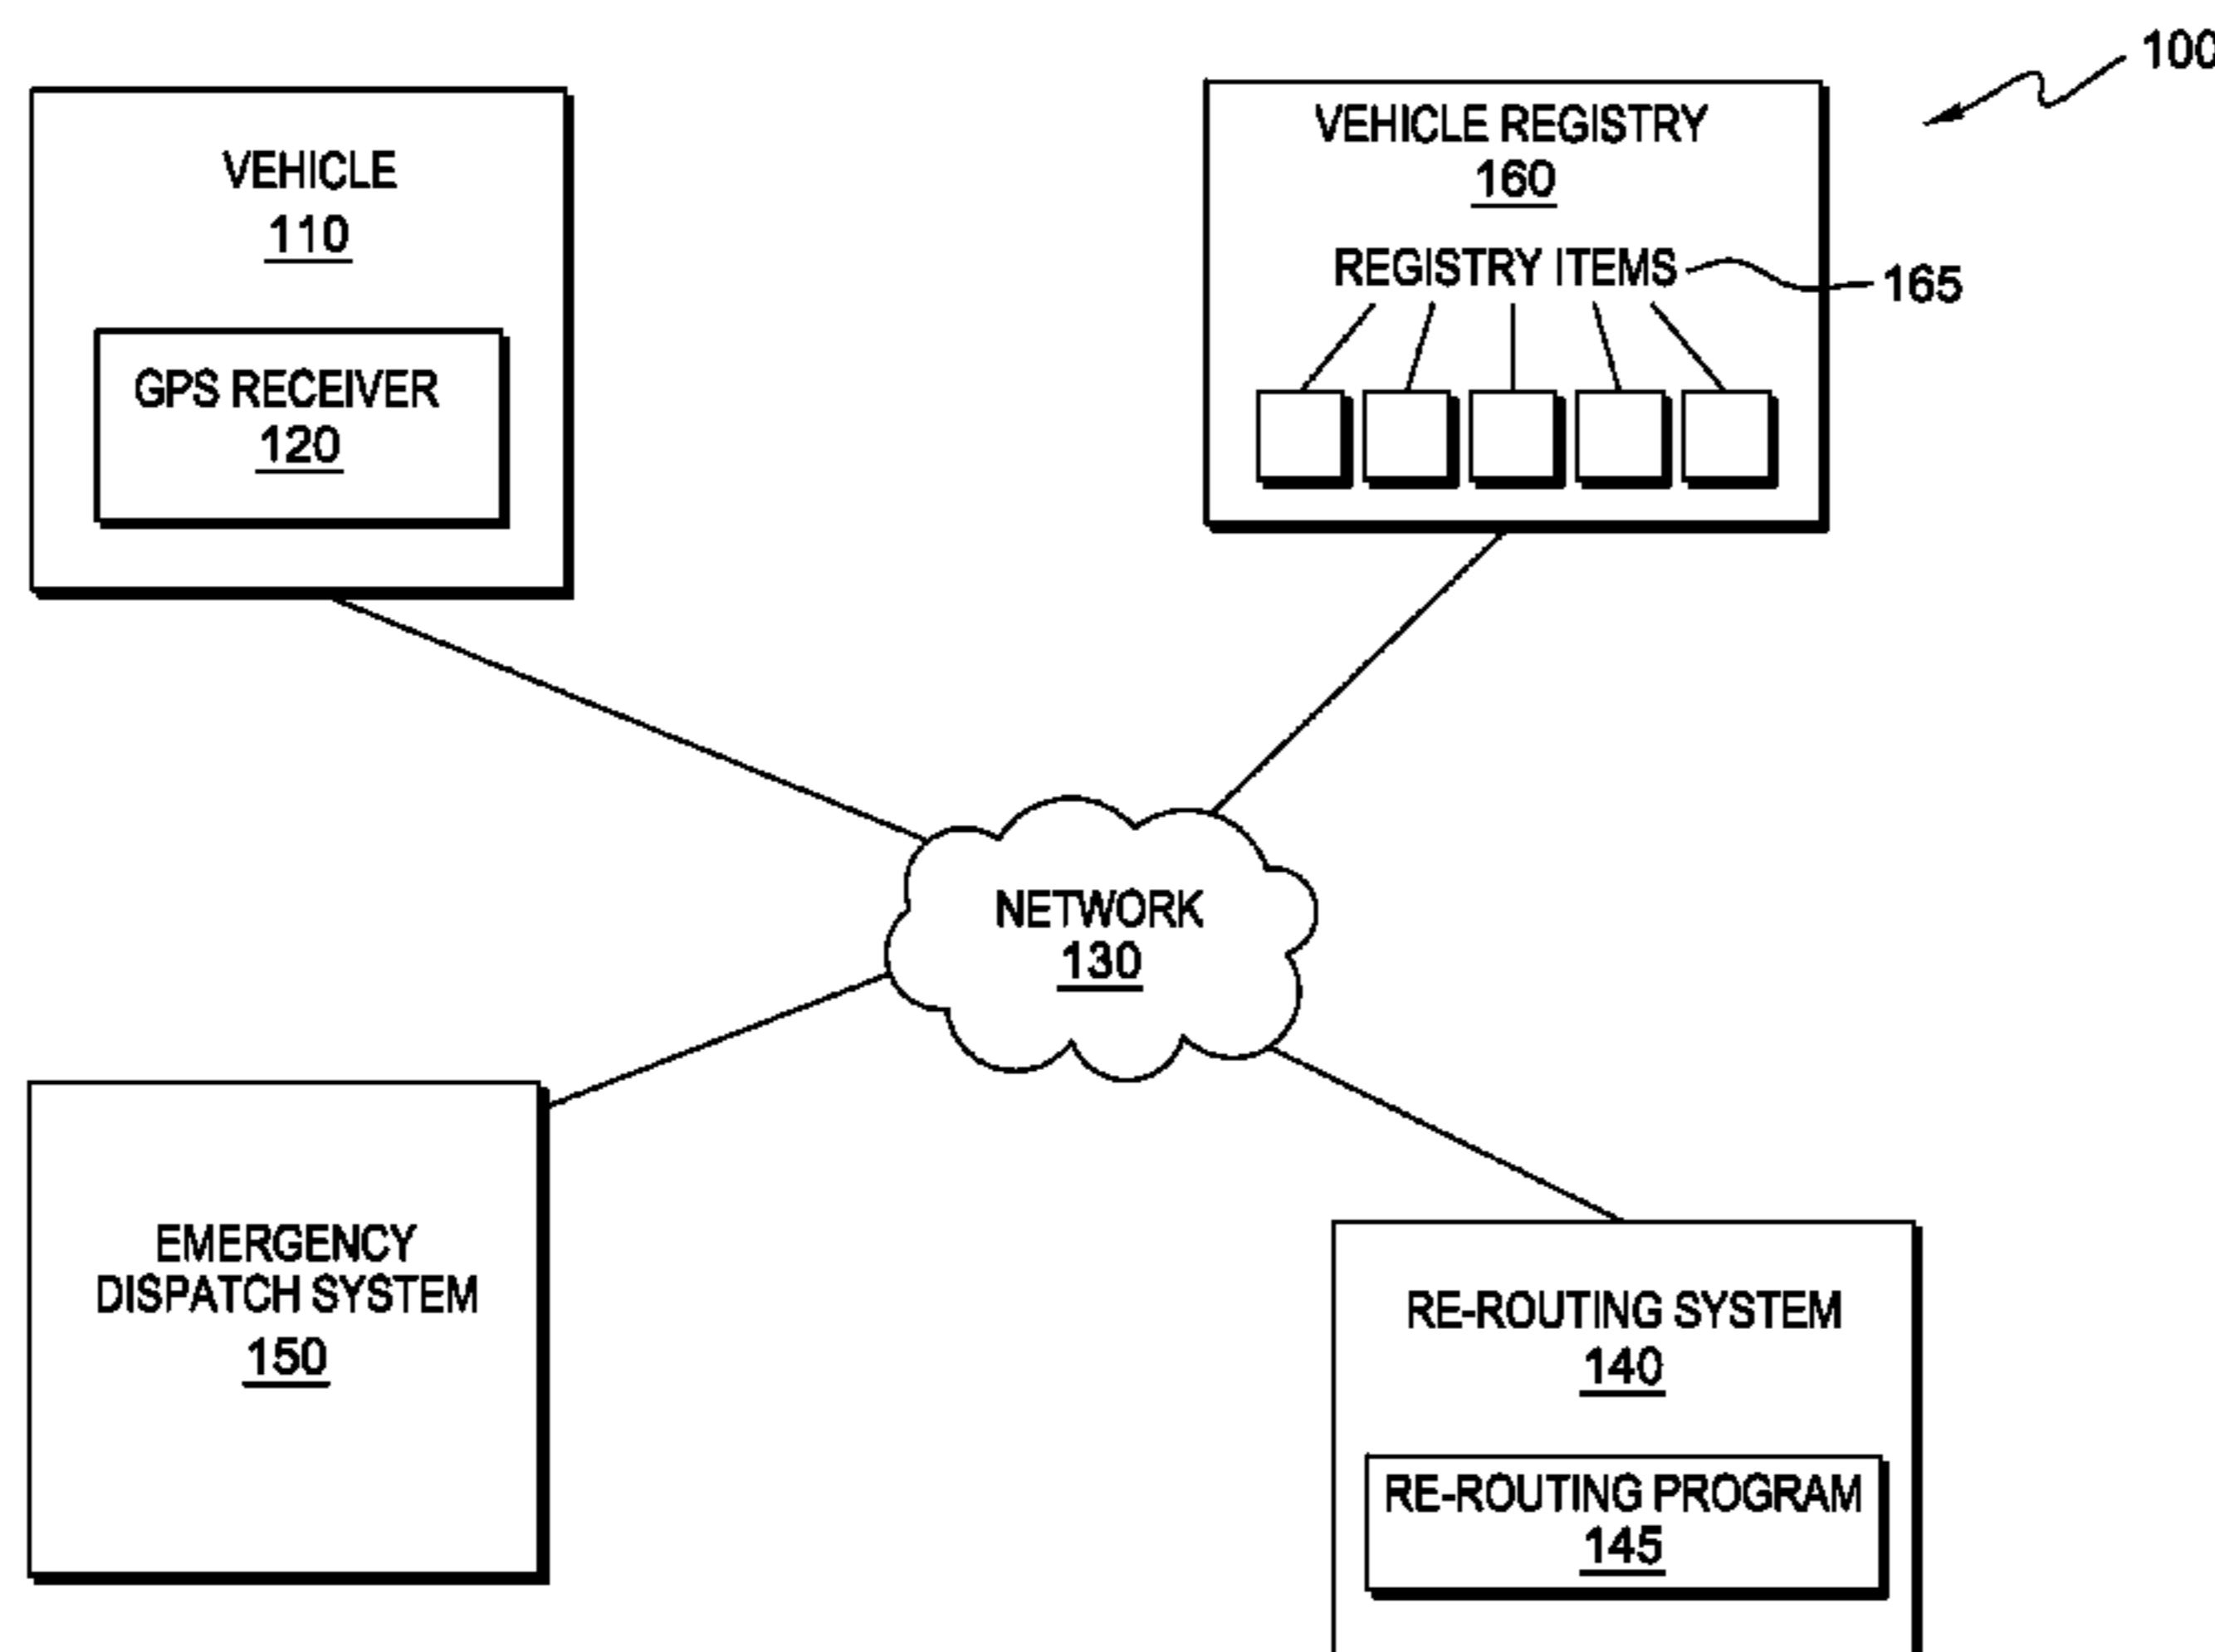 100
VEHICLE
110
GPS RECEIVER
120
VEHICLE REGISTRY
160
REGISTRY ITEMS
165
NETWORK
130
EMERGENCY
DISPATCH SYSTEM
150
RE-ROUTING SYSTEM
140
RE-ROUTING PROGRAM
145